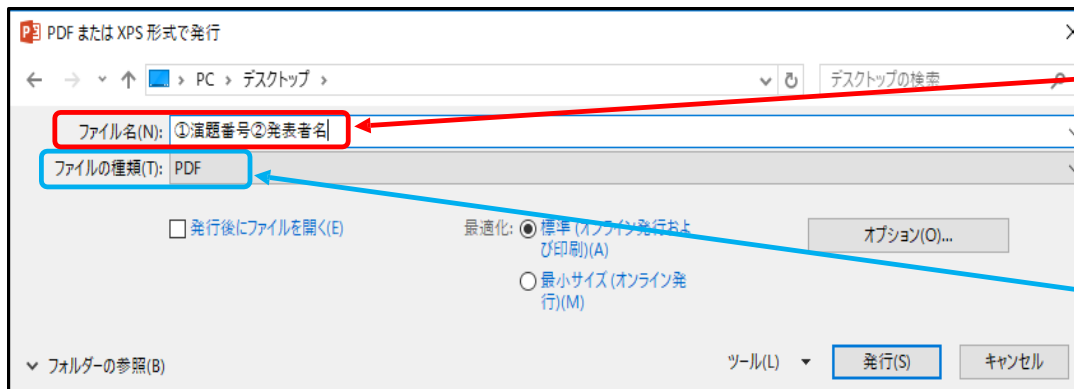 PDF または XPS 形式で発行
PC › デスクトップ ›
デスクトップの検索
ファイル名(N): ①演題番号②発表者名
ファイルの種類(T): PDF
発行後にファイルを開く(E)
最適化: 標準 (オンライン発行およ
び印刷)(A)
最小サイズ (オンライン発
行)(M)
オプション(O)...
フォルダーの参照(B)
ツール(L)
発行(S)
キャンセル